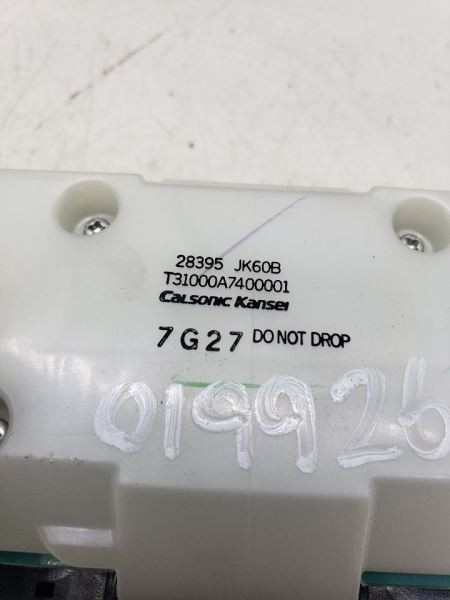 28395 JK60B
T31000A7400001
CALSONIC KANSEI
7G27 DO NOT DROP
019926